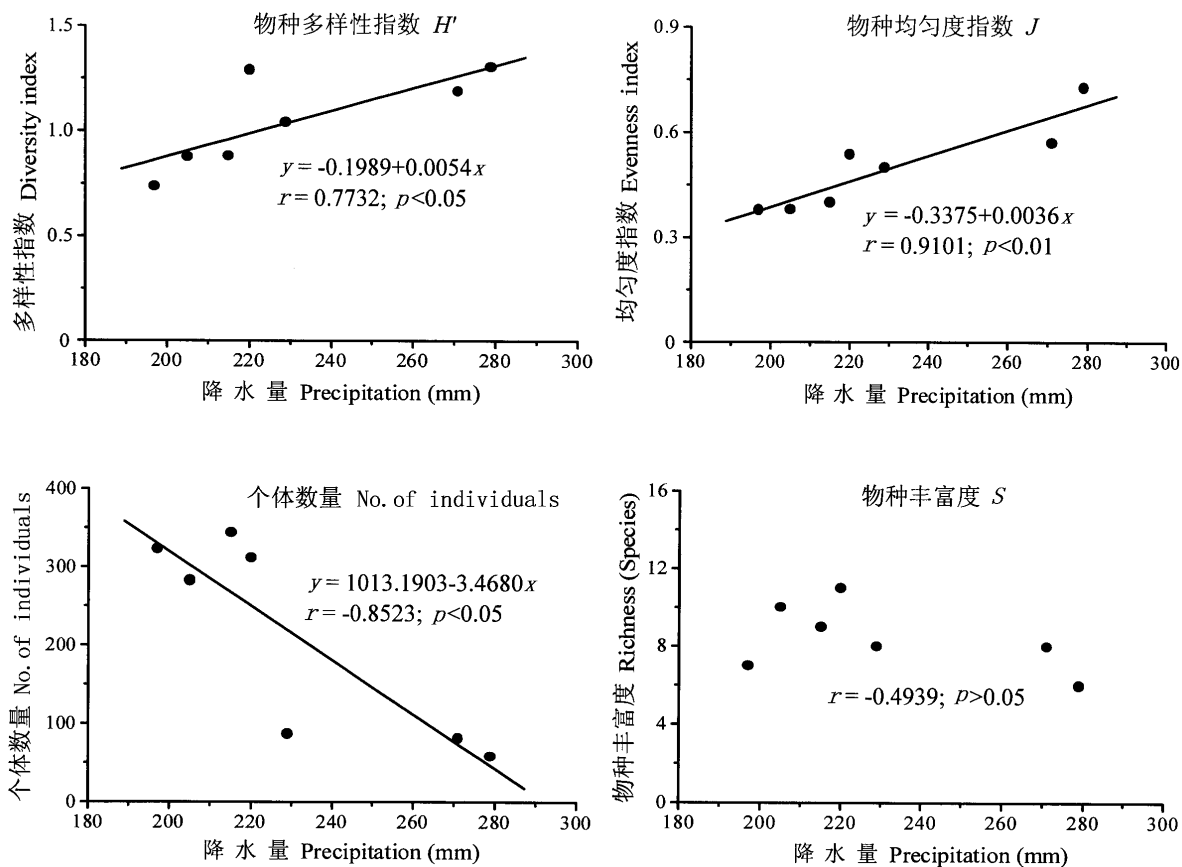 物种多样性指数 H'
1.5
1.0
0.5
0
多样性指数 Diversity index
y = -0.1989+0.0054x
r = 0.7732; p<0.05
180 200 220 240 260 280 300
降 水 量 Precipitation (mm)
物种均匀度指数 J
0.9
0.6
0.3
0
均匀度指数 Evenness index
y = -0.3375+0.0036x
r = 0.9101; p<0.01
180 200 220 240 260 280 300
降 水 量 Precipitation (mm)
个体数量 No. of individuals
400
300
200
100
0
个体数量 No. of individuals
y = 1013.1903-3.4680x
r = -0.8523; p<0.05
180 200 220 240 260 280 300
降 水 量 Precipitation (mm)
物种丰富度 S
16
12
8
4
0
物种丰富度 Richness (Species)
r = -0.4939; p>0.05
180 200 220 240 260 280 300
降 水 量 Precipitation (mm)